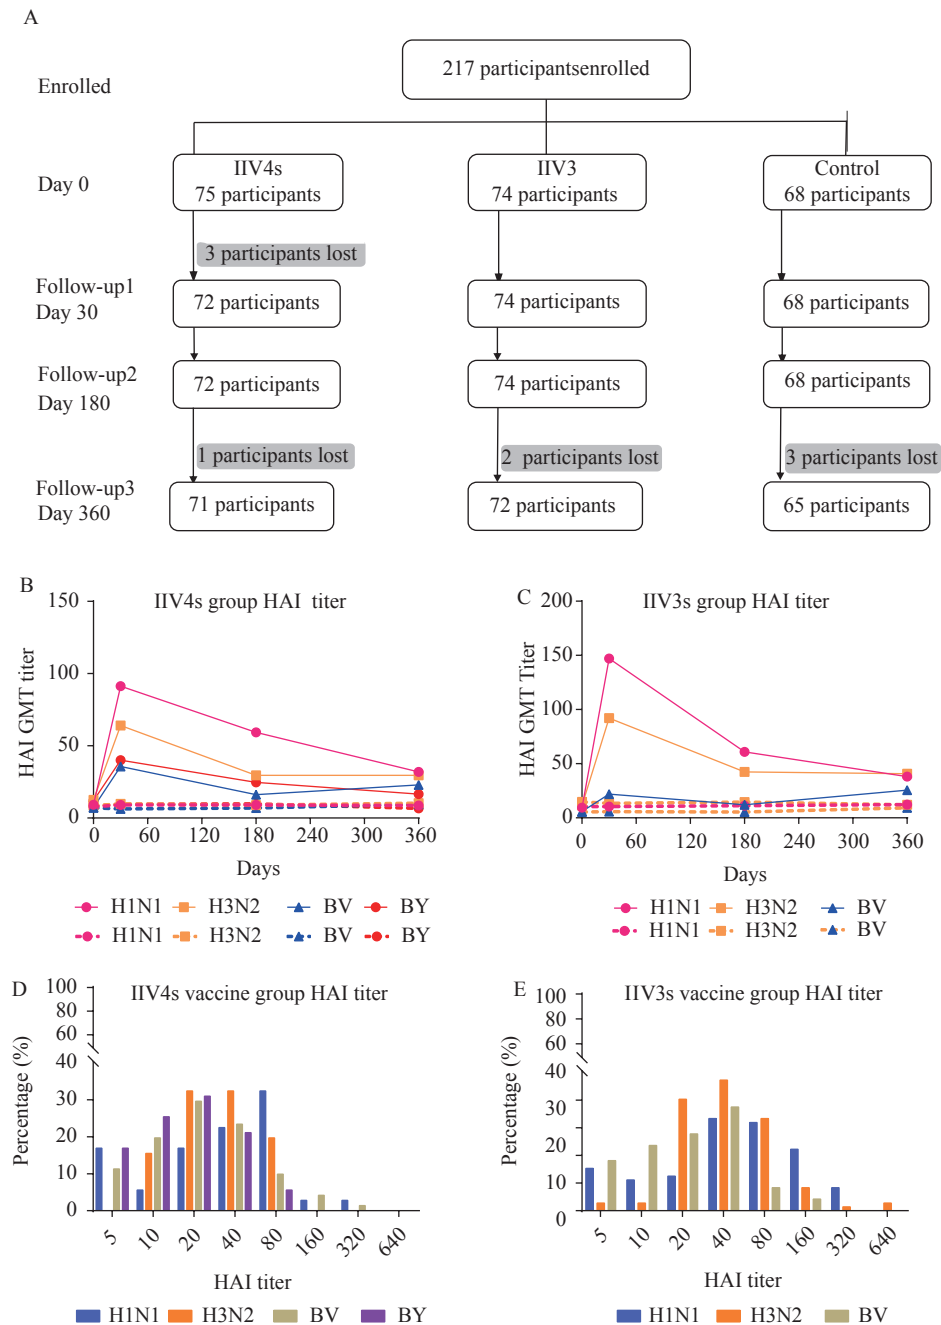 A
217 participantsenrolled
Enrolled
IIV4s
75 participants
IIV3
74 participants
Control
68 participants
Day 0
3 participants lost
Follow-up1
Day 30
72 participants
74 participants
68 participants
Follow-up2
Day 180
72 participants
74 participants
68 participants
1 participants lost
2 participants lost
3 participants lost
Follow-up3
Day 360
71 participants
72 participants
65 participants
B
IIV4s group HAI titer
150
100
50
0
HAI GMT titer
0 60 120 180 240 300 360
Days
H1N1 H3N2 BV BY
H1N1 H3N2 BV BY
C
IIV3s group HAI titer
200
150
100
50
0
HAI GMT Titer
0 60 120 180 240 300 360
Days
H1N1 H3N2 BV
H1N1 H3N2 BV
D
IIV4s vaccine group HAI titer
100
80
60
40
30
20
10
0
Percentage (%)
5 10 20 40 80 160 320 640
HAI titer
H1N1 H3N2 BV BY
E
IIV3s vaccine group HAI titer
100
80
60
40
30
20
10
0
Percentage (%)
5 10 20 40 80 160 320 640
HAI titer
H1N1 H3N2 BV